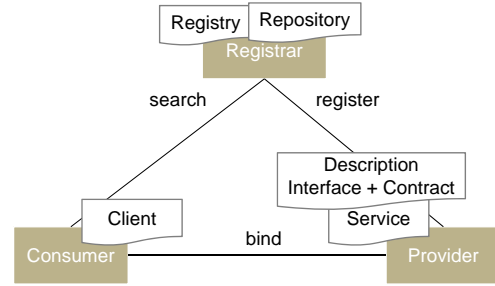 Registry
Repository
Registrar
search
register
Description
Interface + Contract
Client
Service
Consumer
bind
Provider